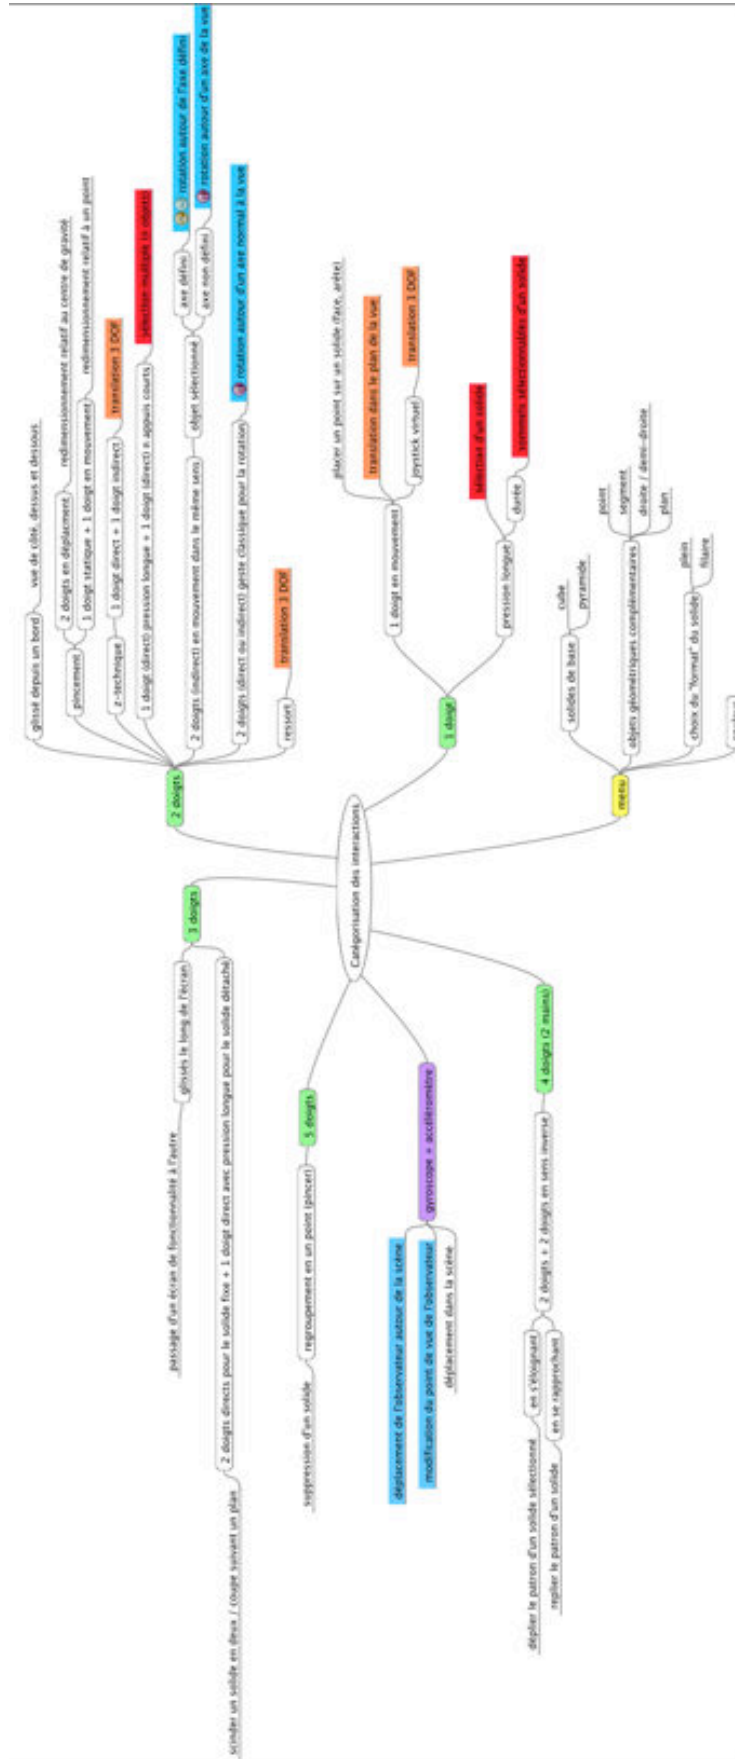 Catégorisation des interactions
2 doigts
glissé depuis un bord
vue de côté, dessus et dessous
pincement
2 doigts en déplacment
redimensionnement relatif au centre de gravité
1 doigt statique + 1 doigt en mouvement
redimensionnement relatif à un point
z-technique
1 doigt direct + 1 doigt indirect
translation 3 DOF
1 doigt (direct) pression longue + 1 doigt (direct) n appuis courts
sélection multiple (n objets)
2 doigts (indirect) en mouvement dans le même sens
objet sélectionné
axe défini
rotation autour de l'axe défini
axe non défini
rotation autour d'un axe de la vue
2 doigts (direct ou indirect) geste classique pour la rotation
rotation autour d'un axe normal à la vue
ressort
translation 3 DOF
1 doigt
1 doigt en mouvement
placer un point sur un solide (face, arête)
translation dans le plan de la vue
joystick virtuel
translation 3 DOF
pression longue
sélection d'un solide
durée
sommets sélectionnables d'un solide
menu
solides de base
cube
pyramide
objets géométriques complémentaires
point
segment
droite / demi-droite
plan
choix du "format" du solide
plein
filaire
3 doigts
glissés le long de l'écran
passage d'un écran de fonctionnalité à l'autre
2 doigts directs pour le solide fixe + 1 doigt direct avec pression longue pour le solide détaché
scinder un solide en deux / coupe suivant un plan
5 doigts
regroupement en un point (pincer)
suppression d'un solide
gyroscope + accéléromètre
déplacement de l'observateur autour de la scène
modification du point de vue de l'observateur
déplacement dans la scène
4 doigts (2 mains)
2 doigts + 2 doigts en sens inverse
en s'éloignant
déplier le patron d'un solide sélectionné
en se rapprochant
replier le patron d'un solide